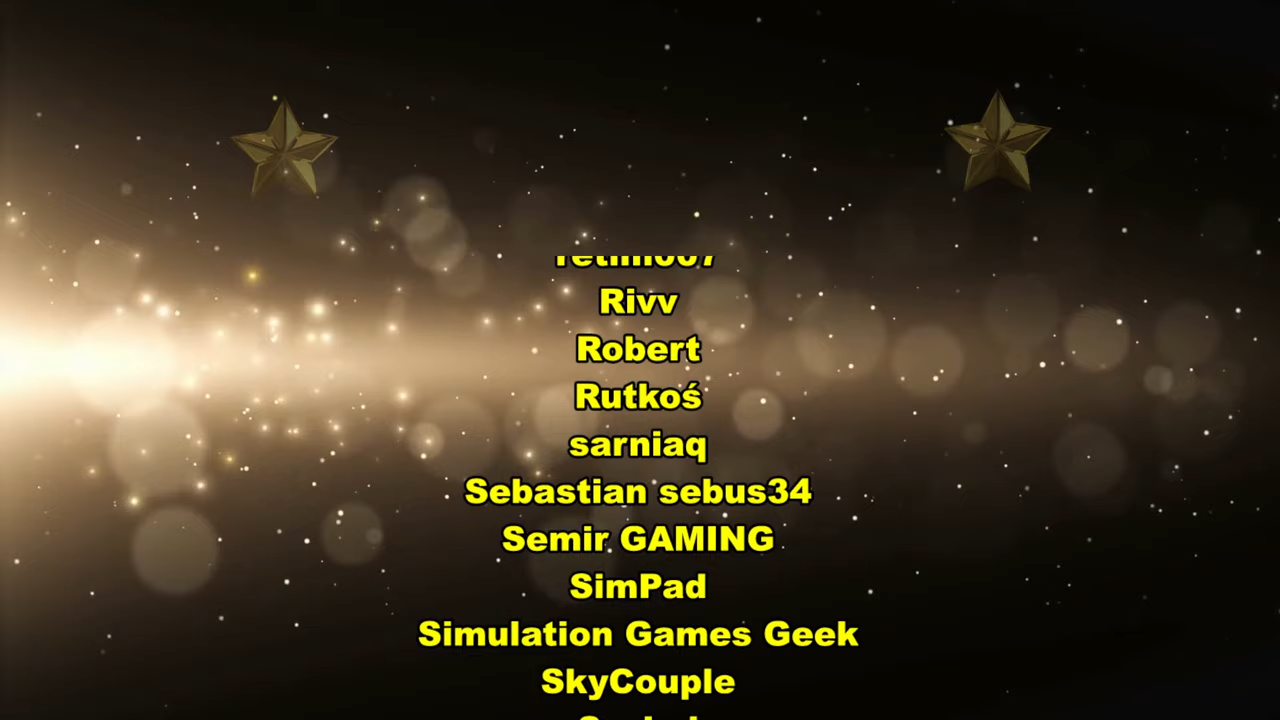 Rivv
Robert
Rutkoś
sarniaq
Sebastian sebus34
Semir GAMING
SimPad
Simulation Games Geek
SkyCouple